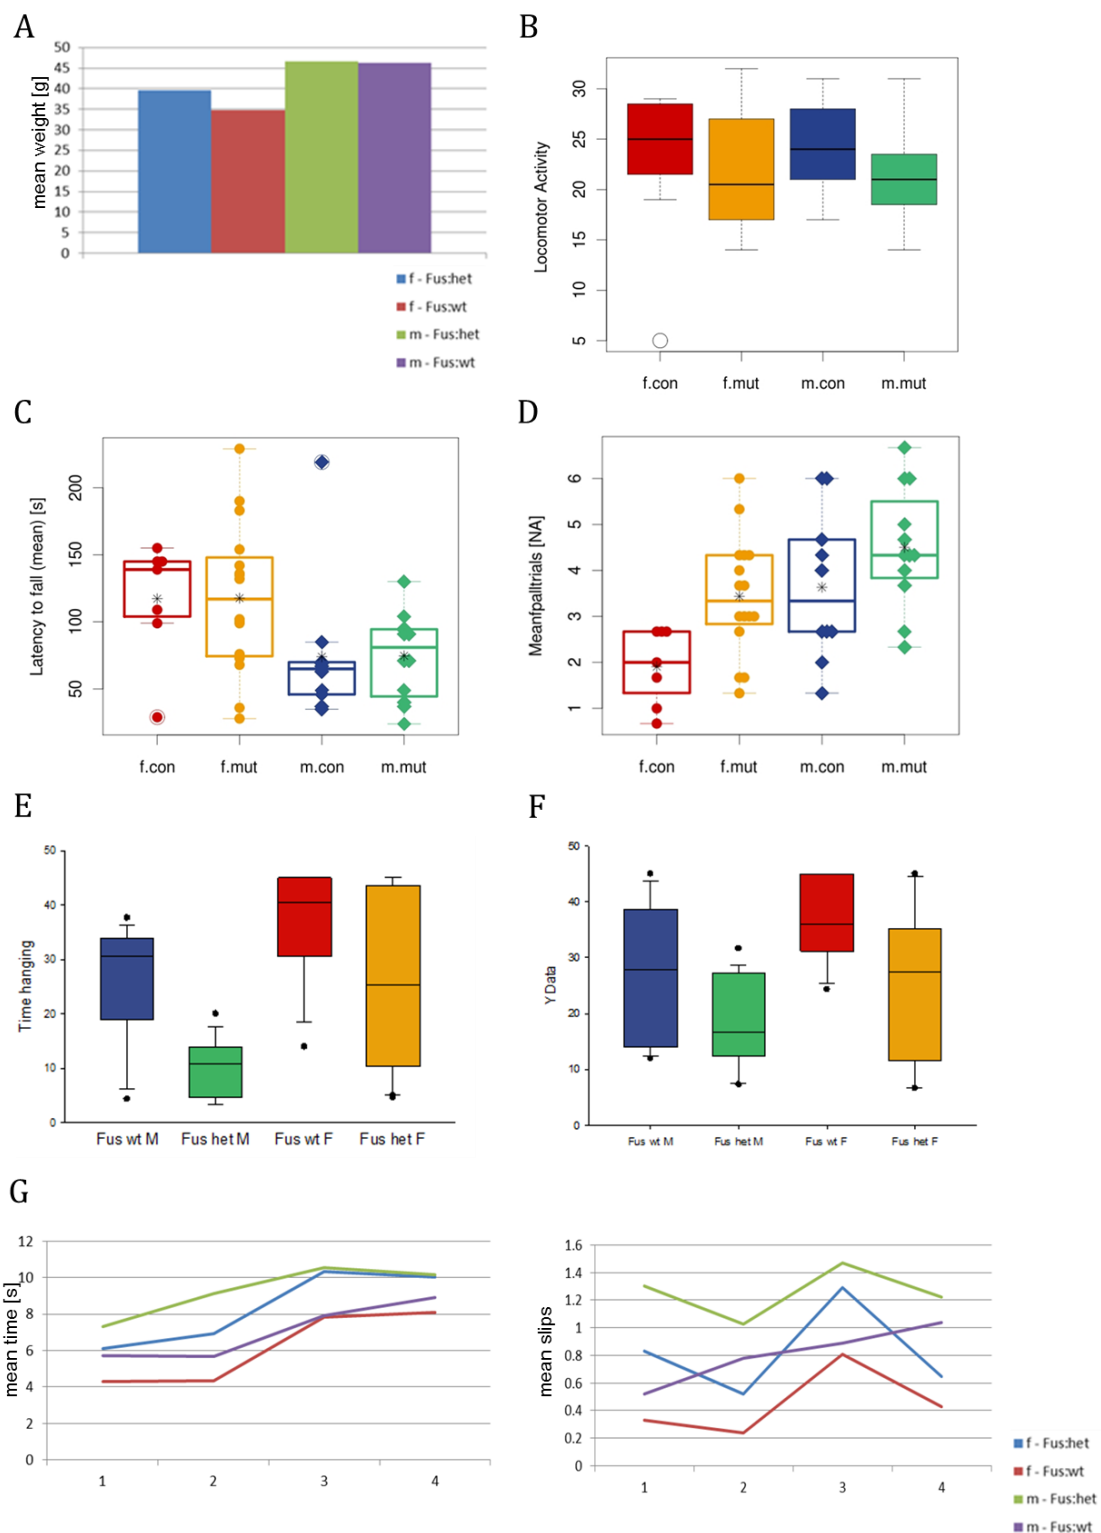 A
mean weight [g]
50
45
40
35
30
25
20
15
10
5
0
f - Fus:het
f - Fus:wt
m - Fus:het
m - Fus:wt
B
Locomotor Activity
30
25
20
15
10
5
f.con f.mut m.con m.mut
C
Latency to fall (mean) [s]
200
150
100
50
f.con f.mut m.con m.mut
D
Meanfpalltrials [NA]
6
5
4
3
2
1
f.con f.mut m.con m.mut
E
Time hanging
50
40
30
20
10
0
Fus wt M Fus het M Fus wt F Fus het F
F
Y Data
50
40
30
20
10
0
Fus wt M Fus het M Fus wt F Fus het F
G
mean time [s]
12
10
8
6
4
2
0
1 2 3 4
mean slips
1.6
1.4
1.2
1
0.8
0.6
0.4
0.2
0
1 2 3 4
f - Fus:het
f - Fus:wt
m - Fus:het
m - Fus:wt